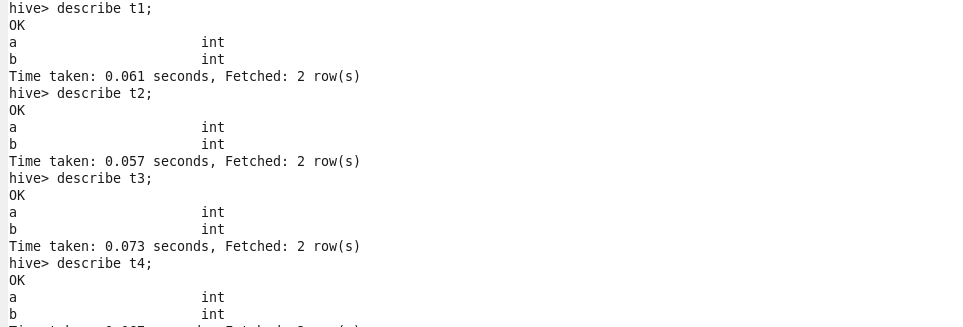 hive> describe t1;
OK
a                       int
b                       int
Time taken: 0.061 seconds, Fetched: 2 row(s)
hive> describe t2;
OK
a                       int
b                       int
Time taken: 0.057 seconds, Fetched: 2 row(s)
hive> describe t3;
OK
a                       int
b                       int
Time taken: 0.073 seconds, Fetched: 2 row(s)
hive> describe t4;
OK
a                       int
b                       int